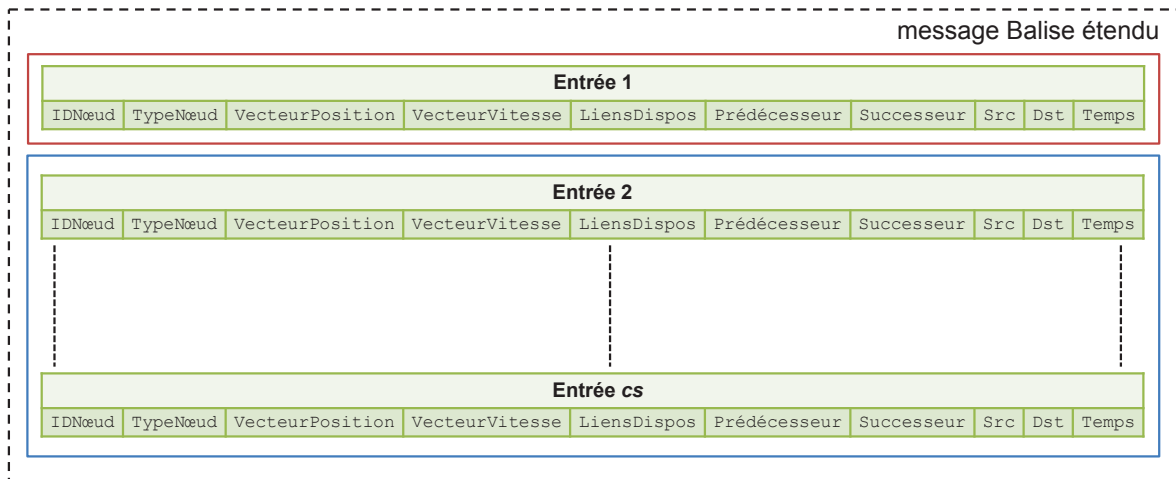 message Balise étendu
Entrée 1
IDNœud TypeNœud VecteurPosition VecteurVitesse LiensDispos Prédécesseur Successeur Src Dst Temps
Entrée 2
IDNœud TypeNœud VecteurPosition VecteurVitesse LiensDispos Prédécesseur Successeur Src Dst Temps
Entrée cs
IDNœud TypeNœud VecteurPosition VecteurVitesse LiensDispos Prédécesseur Successeur Src Dst Temps